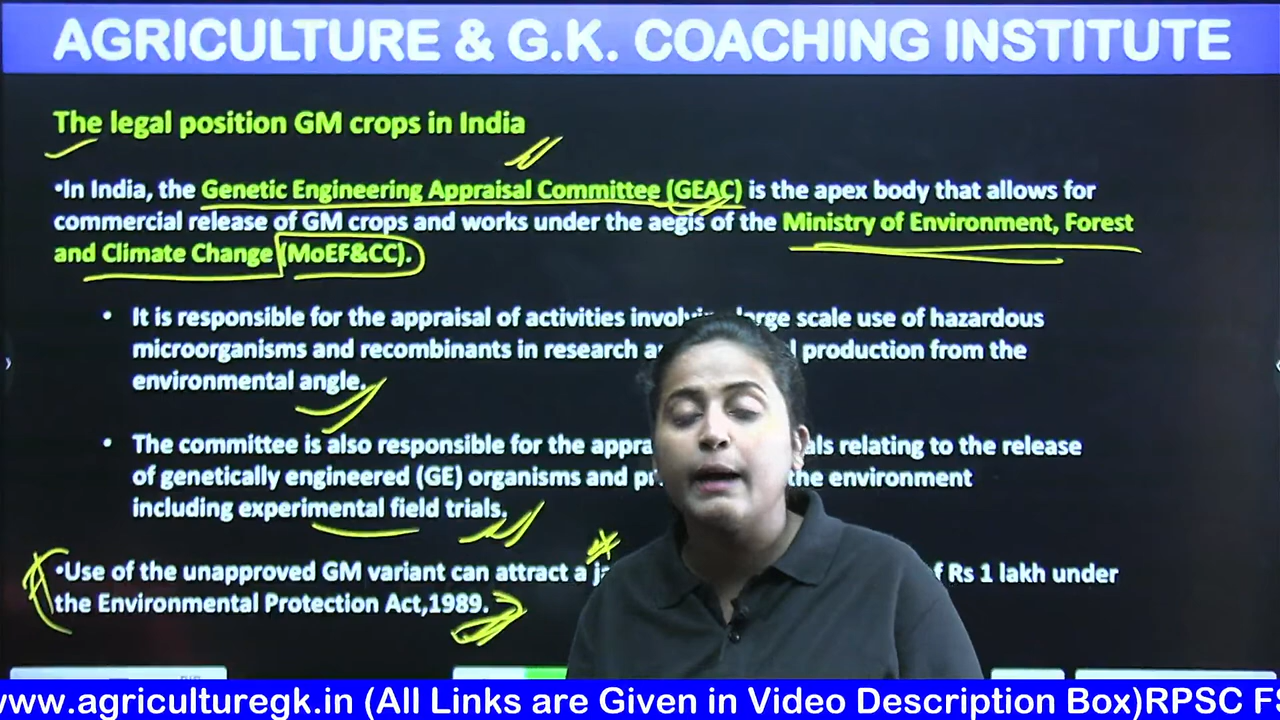 AGRICULTURE & G.K. COACHING INSTITUTE
The legal position GM crops in India
•In India, the Genetic Engineering Appraisal Committee (GEAC) is the apex body that allows for
commercial release of GM crops and works under the aegis of the Ministry of Environment, Forest
and Climate Change (MoEF&CC).
• It is responsible for the appraisal of activities large scale use of hazardous
microorganisms and recombinants in research production from the
environmental angle.
• The committee is also responsible for the relating to the release
of genetically engineered (GE) organisms and the environment
including experimental field trials.
•Use of the unapproved GM variant can attract a Rs 1 lakh under
the Environmental Protection Act,1989.
www.agriculturegk.in (All Links are Given in Video Description Box)RPSC